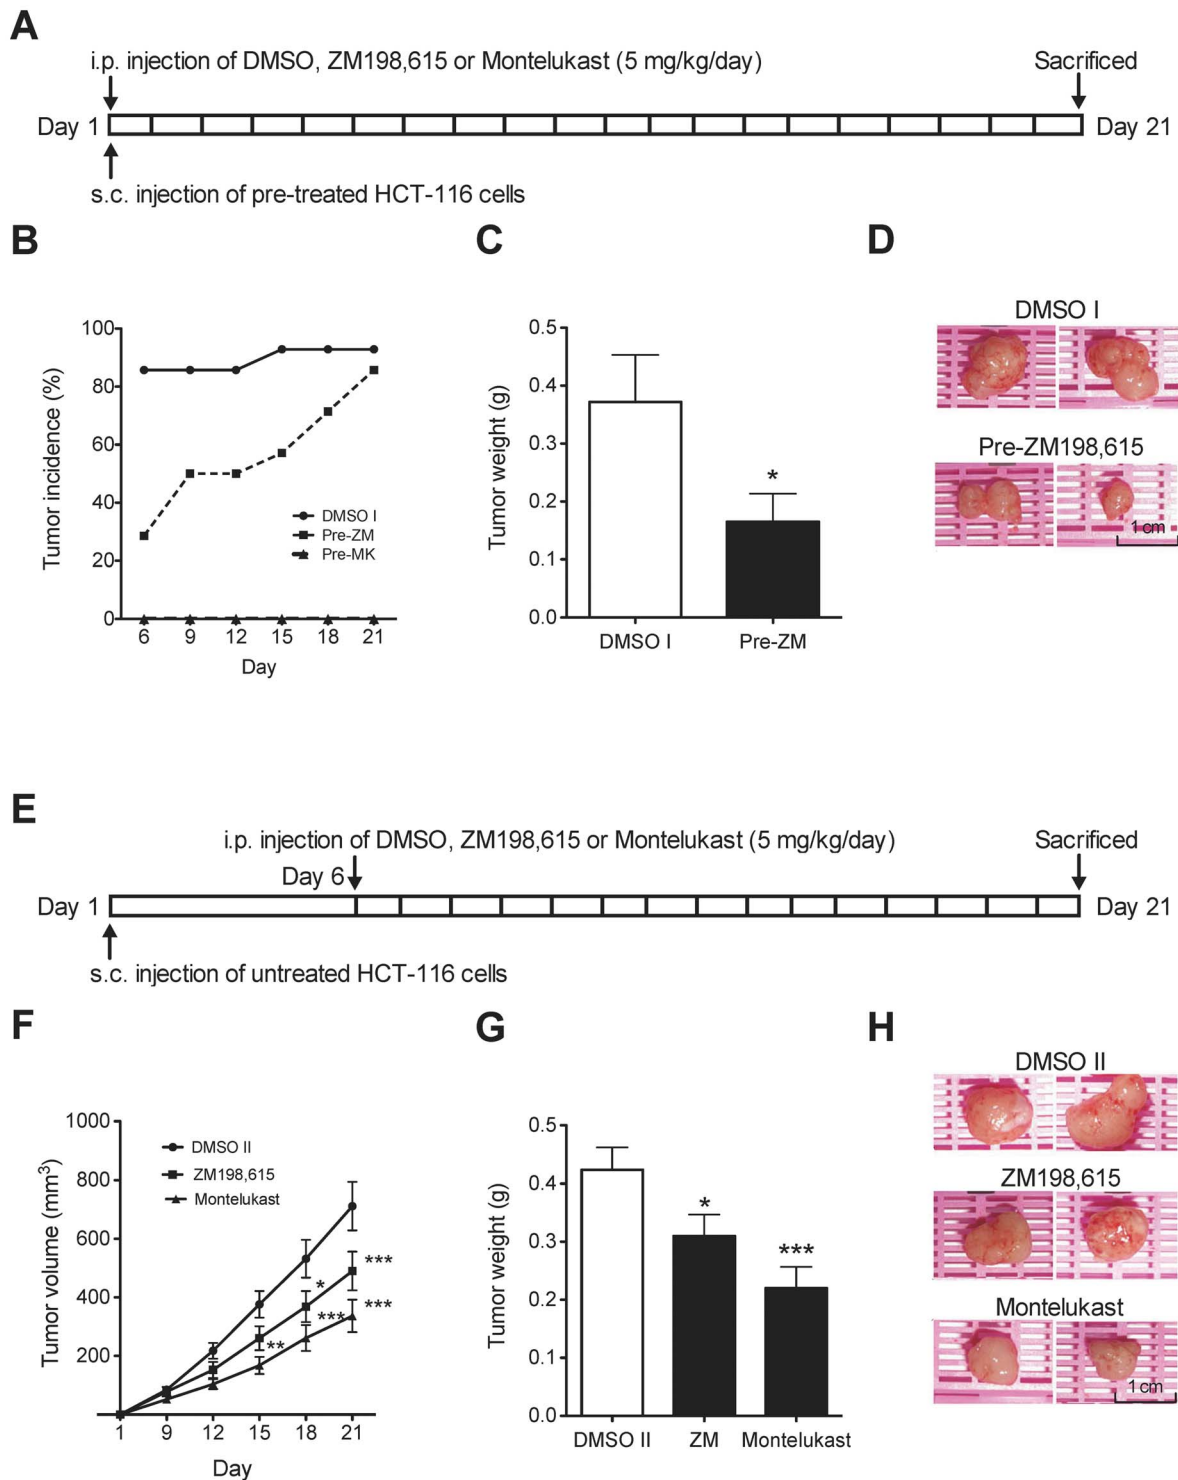 A
i.p. injection of DMSO, ZM198,615 or Montelukast (5 mg/kg/day)
Sacrificed
Day 1
Day 21
s.c. injection of pre-treated HCT-116 cells
B
Tumor incidence (%)
100
80
60
40
20
0
DMSO I
Pre-ZM
Pre-MK
6 9 12 15 18 21
Day
C
Tumor weight (g)
0.5
0.4
0.3
0.2
0.1
0.0
*
DMSO I Pre-ZM
D
DMSO I
Pre-ZM198,615
1 cm
E
i.p. injection of DMSO, ZM198,615 or Montelukast (5 mg/kg/day)
Sacrificed
Day 6
Day 1
Day 21
s.c. injection of untreated HCT-116 cells
F
Tumor volume (mm³)
1000
800
600
400
200
DMSO II
ZM198,615
Montelukast
***
*
***
***
**
1 9 12 15 18 21
Day
G
Tumor weight (g)
0.5
0.4
0.3
0.2
0.1
0.0
*
***
DMSO II ZM Montelukast
H
DMSO II
ZM198,615
Montelukast
1 cm